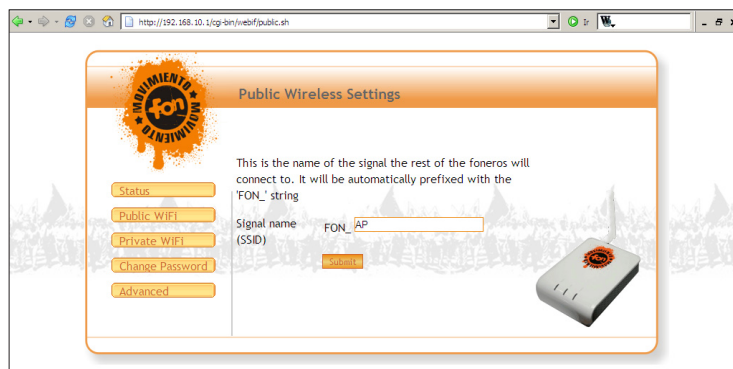 http://192.168.10.1/cgi-bin/webif/public.sh
Ir
W.
MOVIMIENTO
fon
MOVIMIENTO
Public Wireless Settings
This is the name of the signal the rest of the foneros will
connect to. It will be automatically prefixed with the
'FON_' string
Status
Public WiFi
Private WiFi
Change Password
Advanced
Signal name
(SSID)
FON_ AP
Submit
fon